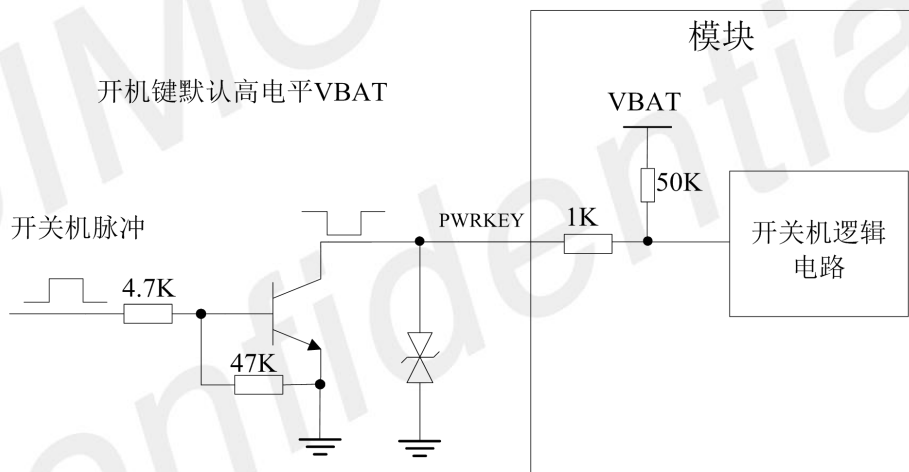 模块
开机键默认高电平VBAT
VBAT
50K
开关机脉冲
PWRKEY
1K
开关机逻辑
电路
4.7K
47K